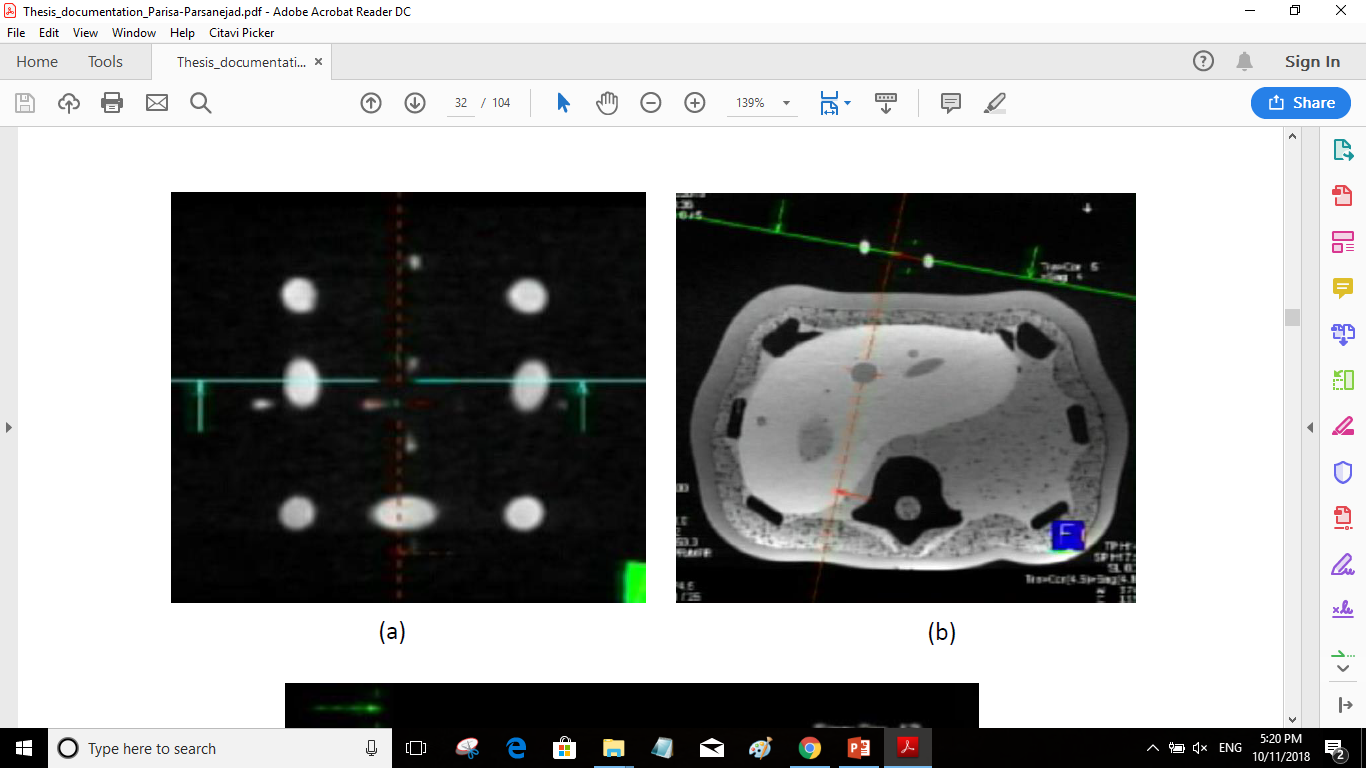 Thesis_documentation_Parisa-Parsanejad.pdf - Adobe Acrobat Reader DC
File Edit View Window Help Citavi Picker
Home Tools Thesis_documentati... × Sign In
32 / 104 139% Share
F
(a) (b)
Type here to search ENG 5:20 PM
10/11/2018 2